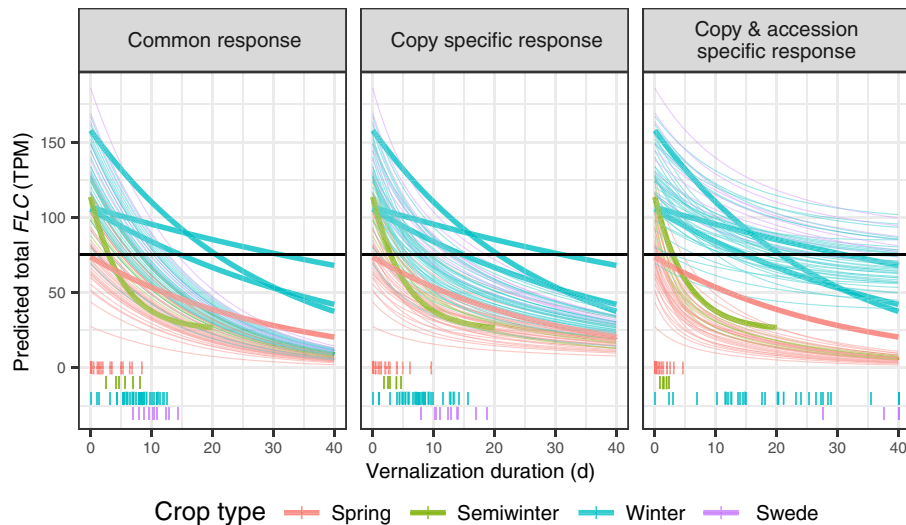 Common response
Copy specific response
Copy & accession
specific response
Predicted total FLC (TPM)
150
100
50
0
0 10 20 30 40
0 10 20 30 40
0 10 20 30 40
Vernalization duration (d)
Crop type Spring Semiwinter Winter Swede